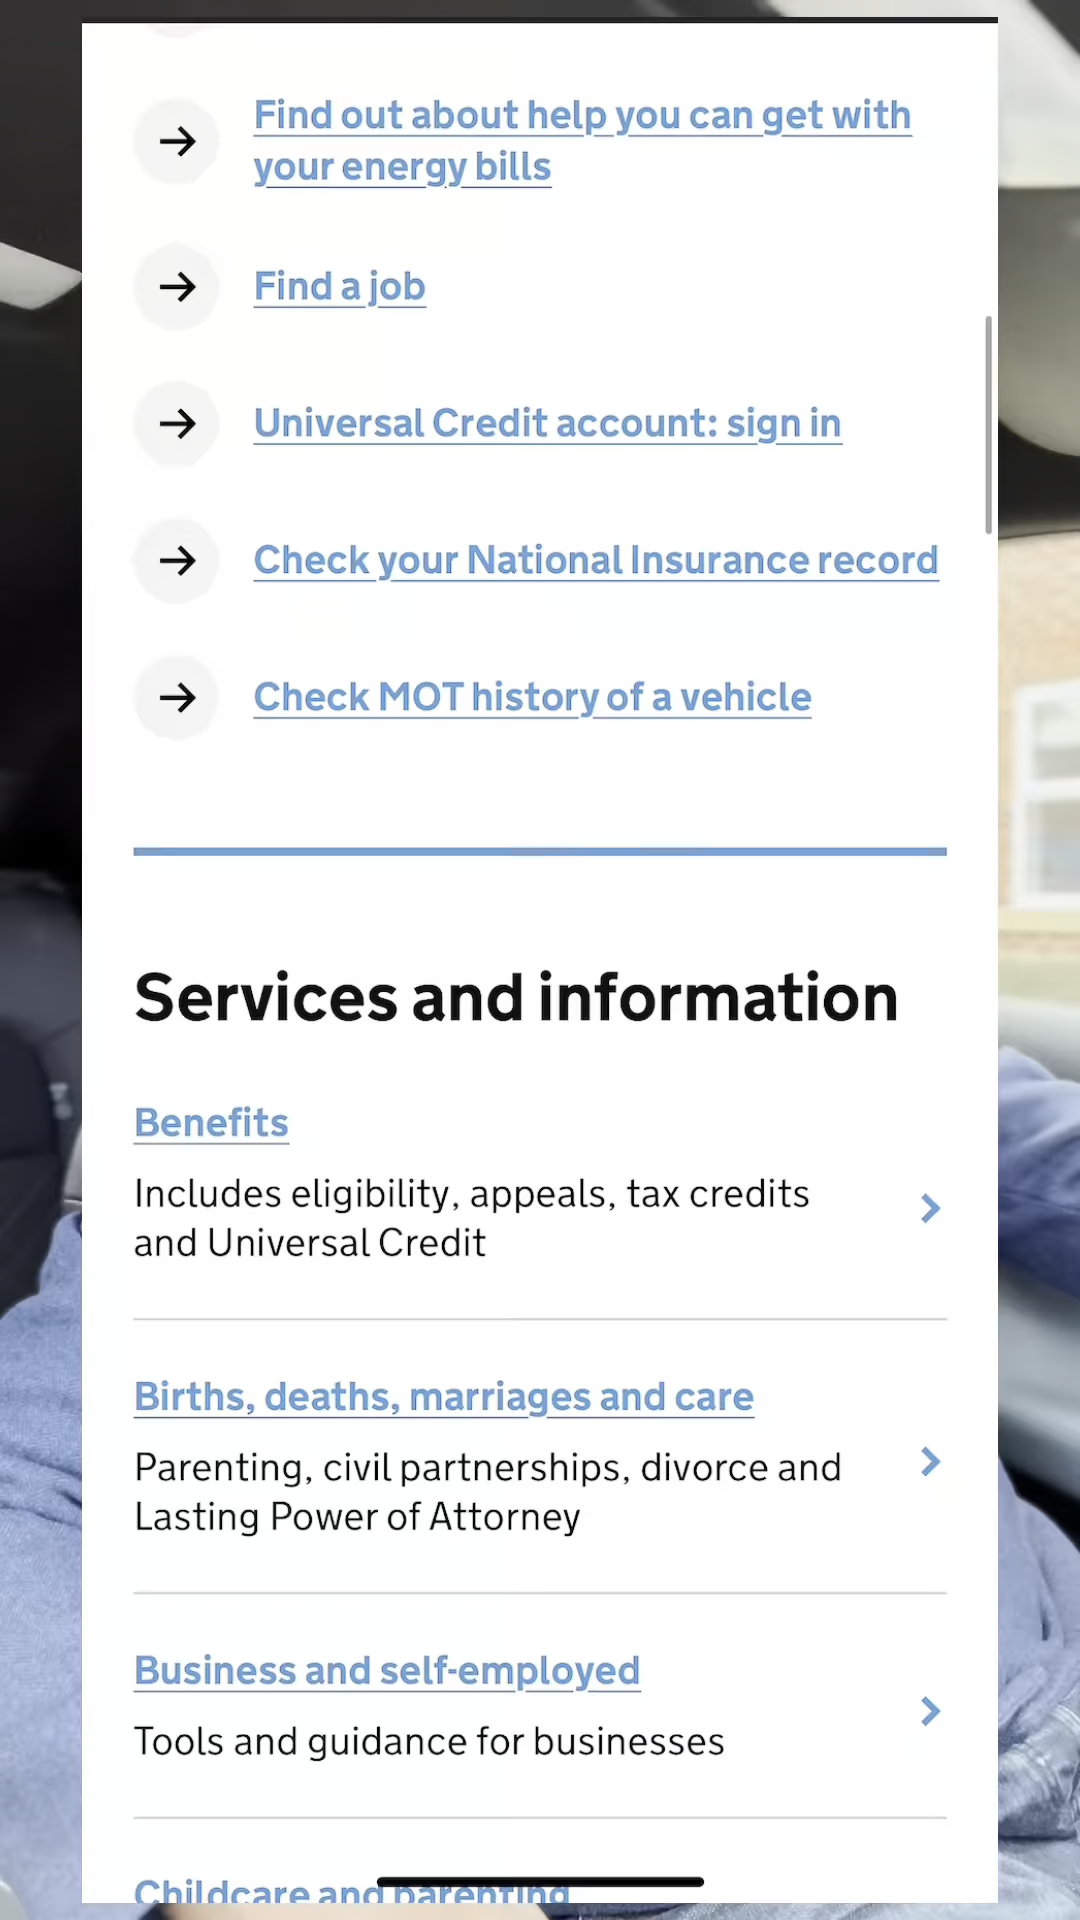 Find out about help you can get with
your energy bills
Find a job
Universal Credit account: sign in
Check your National Insurance record
Check MOT history of a vehicle
Services and information
Benefits
Includes eligibility, appeals, tax credits
and Universal Credit
Births, deaths, marriages and care
Parenting, civil partnerships, divorce and
Lasting Power of Attorney
Business and self-employed
Tools and guidance for businesses
Childcare and parenting